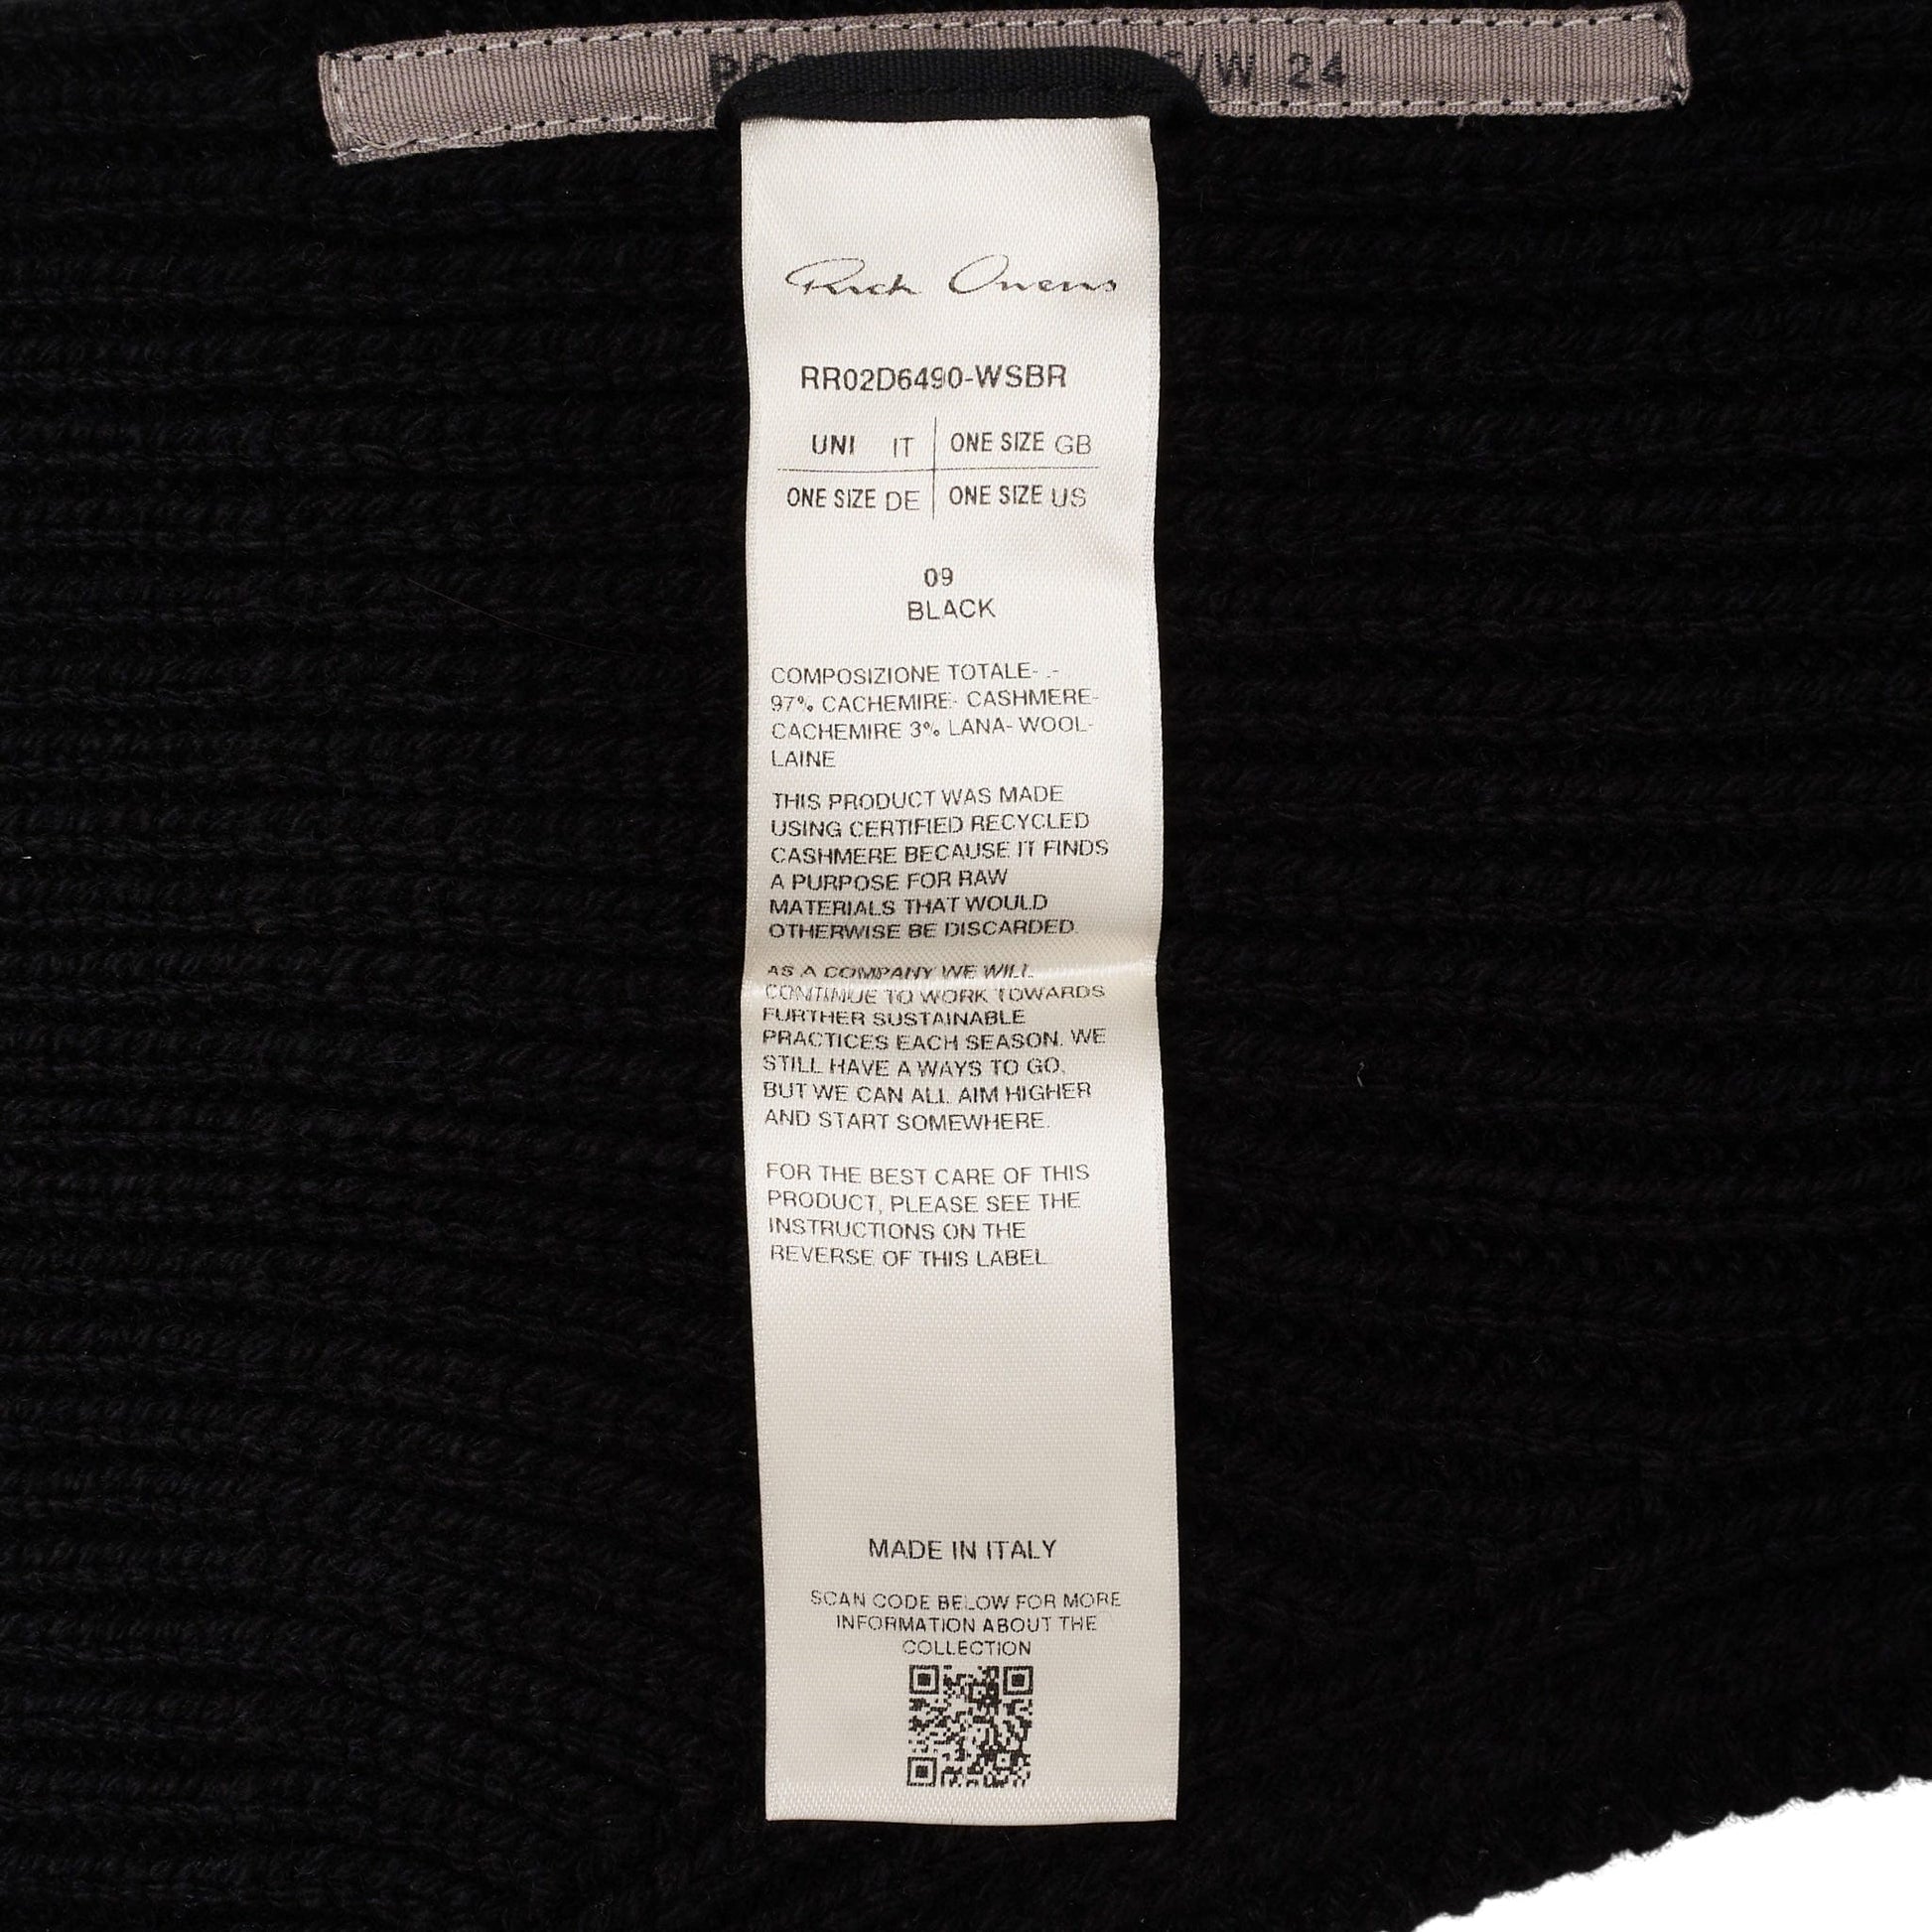 /W 24
Rick Owens
RR02D6490-WSBR
UNI IT ONE SIZE GB
ONE SIZE DE ONE SIZE US
09
BLACK
COMPOSIZIONE TOTALE- .-
97% CACHEMIRE- CASHMERE-
CACHEMIRE 3% LANA- WOOL-
LAINE
THIS PRODUCT WAS MADE
USING CERTIFIED RECYCLED
CASHMERE BECAUSE IT FINDS
A PURPOSE FOR RAW
MATERIALS THAT WOULD
OTHERWISE BE DISCARDED.
AS A COMPANY WE WILL
CONTINUE TO WORK TOWARDS
FURTHER SUSTAINABLE
PRACTICES EACH SEASON. WE
STILL HAVE A WAYS TO GO,
BUT WE CAN ALL AIM HIGHER
AND START SOMEWHERE.
FOR THE BEST CARE OF THIS
PRODUCT, PLEASE SEE THE
INSTRUCTIONS ON THE
REVERSE OF THIS LABEL.
MADE IN ITALY
SCAN CODE BELOW FOR MORE
INFORMATION ABOUT THE
COLLECTION